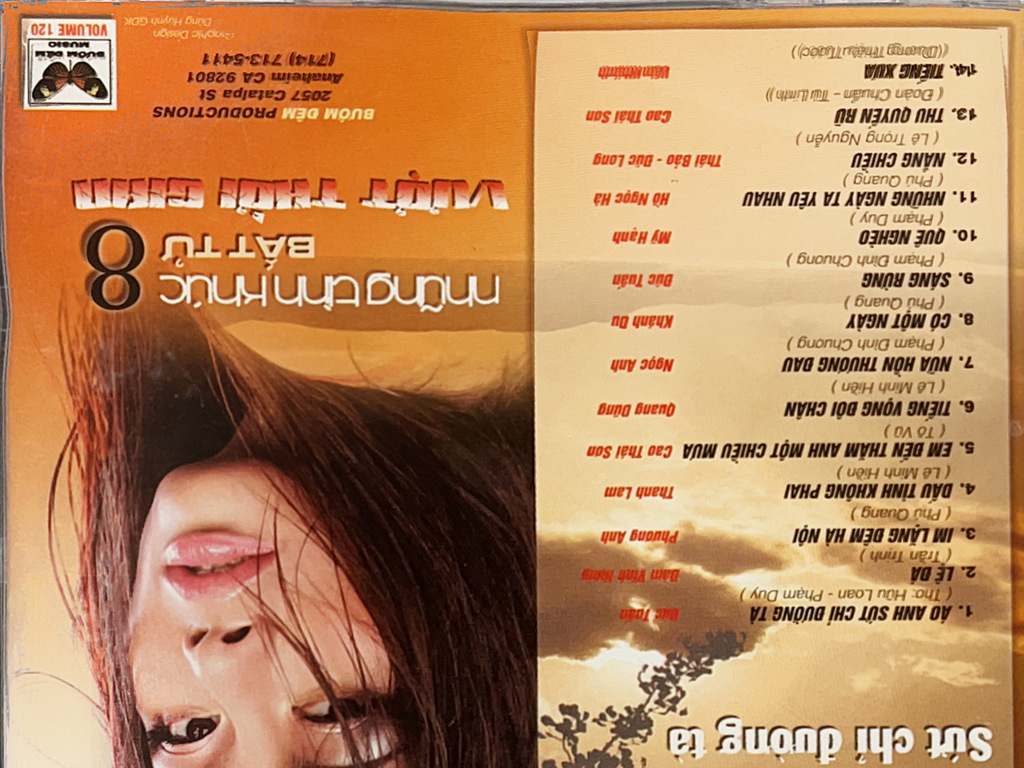 Sứt chỉ đường tà
1. ÁO ANH SỨT CHỈ ĐƯỜNG TÀ Đức Tuấn
( Thơ: Hữu Loan - Phạm Duy )
2. LỆ ĐÁ Đàm Vĩnh Hưng
( Trần Trịnh )
3. IM LẶNG ĐÊM HÀ NỘI Phương Anh
( Phú Quang )
4. DẤU TÌNH KHÔNG PHAI Thanh Lam
( Lê Minh Hiền )
5. EM ĐẾN THĂM ANH MỘT CHIỀU MƯA Cao Thái Sơn
( Tô Vũ )
6. TIẾNG VỌNG ĐÔI CHÂN Quang Dũng
( Lê Minh Hiền )
7. NỬA HỒN THƯƠNG ĐAU Ngọc Anh
( Phạm Đình Chương )
8. CÓ MỘT NGÀY Khánh Du
( Phú Quang )
9. SÁNG RỪNG Đức Tuấn
( Phạm Đình Chương )
10. QUÊ NGHÈO Mỹ Hạnh
( Phạm Duy )
11. NHỮNG NGÀY TA YÊU NHAU Hồ Ngọc Hà
( Phú Quang )
12. NẮNG CHIỀU Thái Bảo - Đức Long
( Lê Trọng Nguyễn )
13. THU QUYẾN RŨ Cao Thái Sơn
( Đoàn Chuẩn - Từ Linh )
14. TIẾNG XƯA Vân Khánh
( Dương Thiệu Tước )
những tình khúc
BẤT TỬ 8
VƯỢT THỜI GIAN
BƯỚM ĐÊM PRODUCTIONS
2057 Catalpa St
Anaheim CA 92801
(714) 713-5411
Graphic Design
Dũng Huỳnh GDK
BƯỚM ĐÊM
MUSIC
VOLUME 120